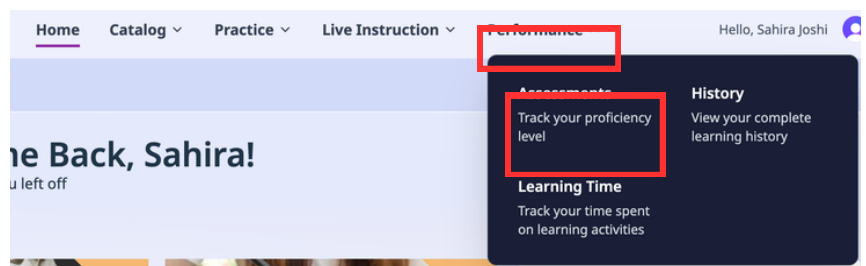 Home Catalog Practice Live Instruction Performance Hello, Sahira Joshi
Assessments
Track your proficiency
level
History
View your complete
learning history
ne Back, Sahira!
u left off
Learning Time
Track your time spent
on learning activities